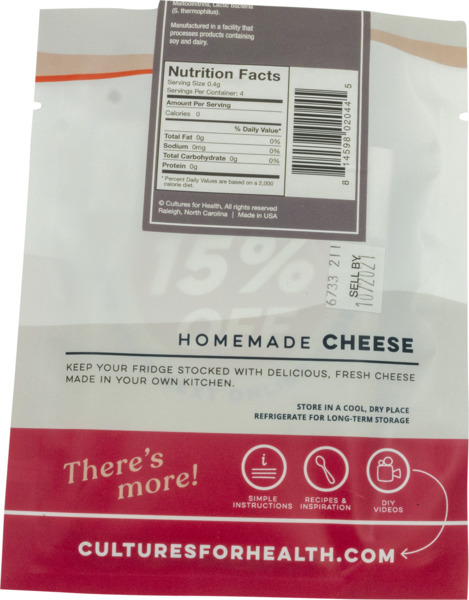 Maltodextrins, Lactic Bacteria
(S. thermophilus).
Manufactured in a facility that
processes products containing
soy and dairy.
Nutrition Facts
Serving Size 0.4g
Servings Per Container: 4
Amount Per Serving
Calories 0
% Daily Value*
Total Fat 0g 0%
Sodium 0mg 0%
Total Carbohydrate 0g 0%
Protein 0g
* Percent Daily Values are based on a 2,000
calorie diet.
© Cultures for Health, All rights reserved
Raleigh, North Carolina | Made in USA
8 14598 02044 5
15%
OFF
6733 211
SELL BY
10/2021
HOMEMADE CHEESE
KEEP YOUR FRIDGE STOCKED WITH DELICIOUS, FRESH CHEESE
MADE IN YOUR OWN KITCHEN.
STORE IN A COOL, DRY PLACE
REFRIGERATE FOR LONG-TERM STORAGE
There's
more!
SIMPLE
INSTRUCTIONS
RECIPES &
INSPIRATION
DIY
VIDEOS
CULTURESFORHEALTH.COM